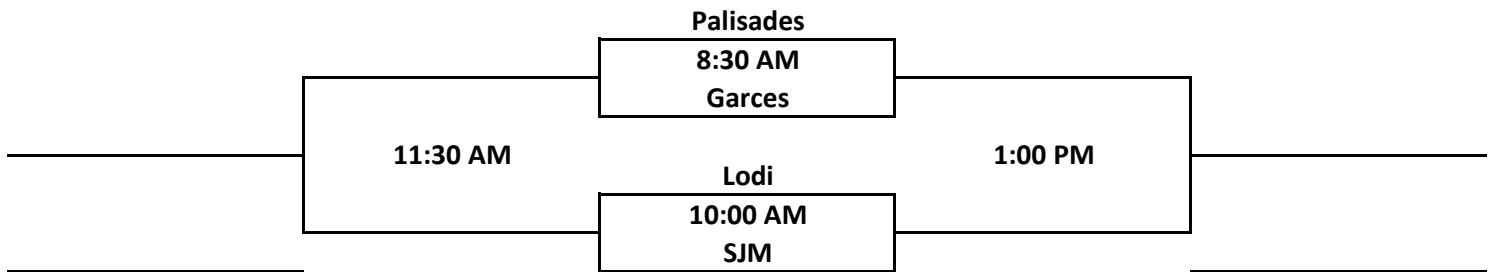 Palisades
8:30 AM
Garces
11:30 AM
1:00 PM
Lodi
10:00 AM
SJM